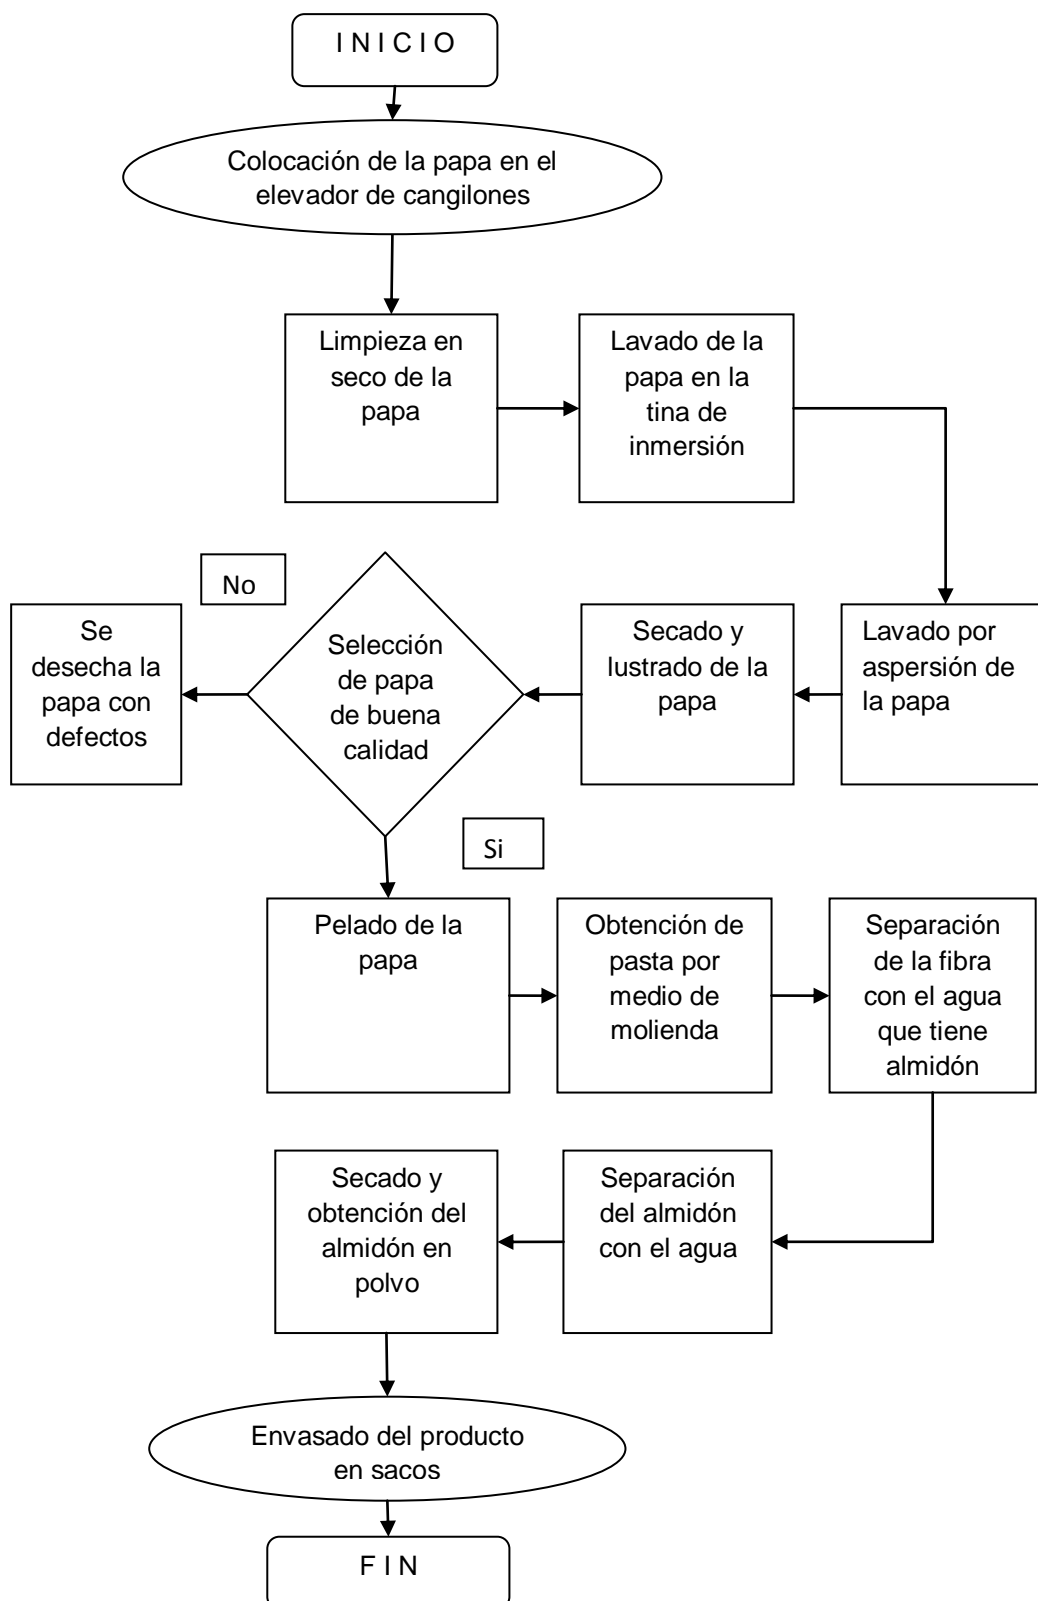 I N I C I O
Colocación de la papa en el
elevador de cangilones
Limpieza en
seco de la
papa
Lavado de la
papa en la
tina de
inmersión
Lavado por
aspersión de
la papa
Secado y
lustrado de la
papa
Selección
de papa
de buena
calidad
No
Se
desecha la
papa con
defectos
Si
Pelado de la
papa
Obtención de
pasta por
medio de
molienda
Separación
de la fibra
con el agua
que tiene
almidón
Separación
del almidón
con el agua
Secado y
obtención del
almidón en
polvo
Envasado del producto
en sacos
F I N